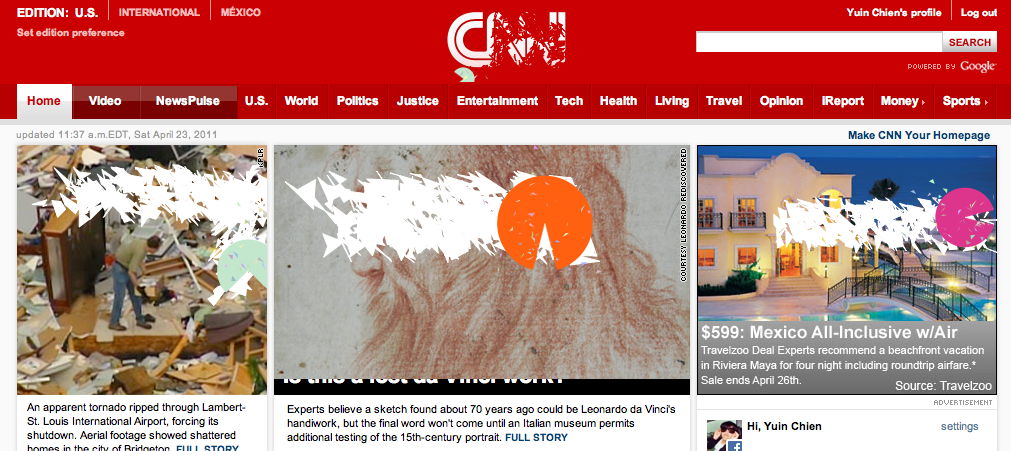 EDITION: U.S. INTERNATIONAL MÉXICO
Yuin Chien's profile Log out
Set edition preference
CNN
SEARCH
POWERED BY Google
Home Video NewsPulse U.S. World Politics Justice Entertainment Tech Health Living Travel Opinion iReport Money Sports
updated 11:37 a.m.EDT, Sat April 23, 2011
Make CNN Your Homepage
KPLR
COURTESY LEONARDO REDISCOVERED
An apparent tornado ripped through Lambert-
St. Louis International Airport, forcing its
shutdown. Aerial footage showed shattered
homes in the city of Bridgeton. FULL STORY
Is this a lost da Vinci work?
Experts believe a sketch found about 70 years ago could be Leonardo da Vinci's
handiwork, but the final word won't come until an Italian museum permits
additional testing of the 15th-century portrait. FULL STORY
$599: Mexico All-Inclusive w/Air
Travelzoo Deal Experts recommend a beachfront vacation
in Riviera Maya for four night including roundtrip airfare.*
Sale ends April 26th.
Source: Travelzoo
ADVERTISEMENT
Hi, Yuin Chien
settings